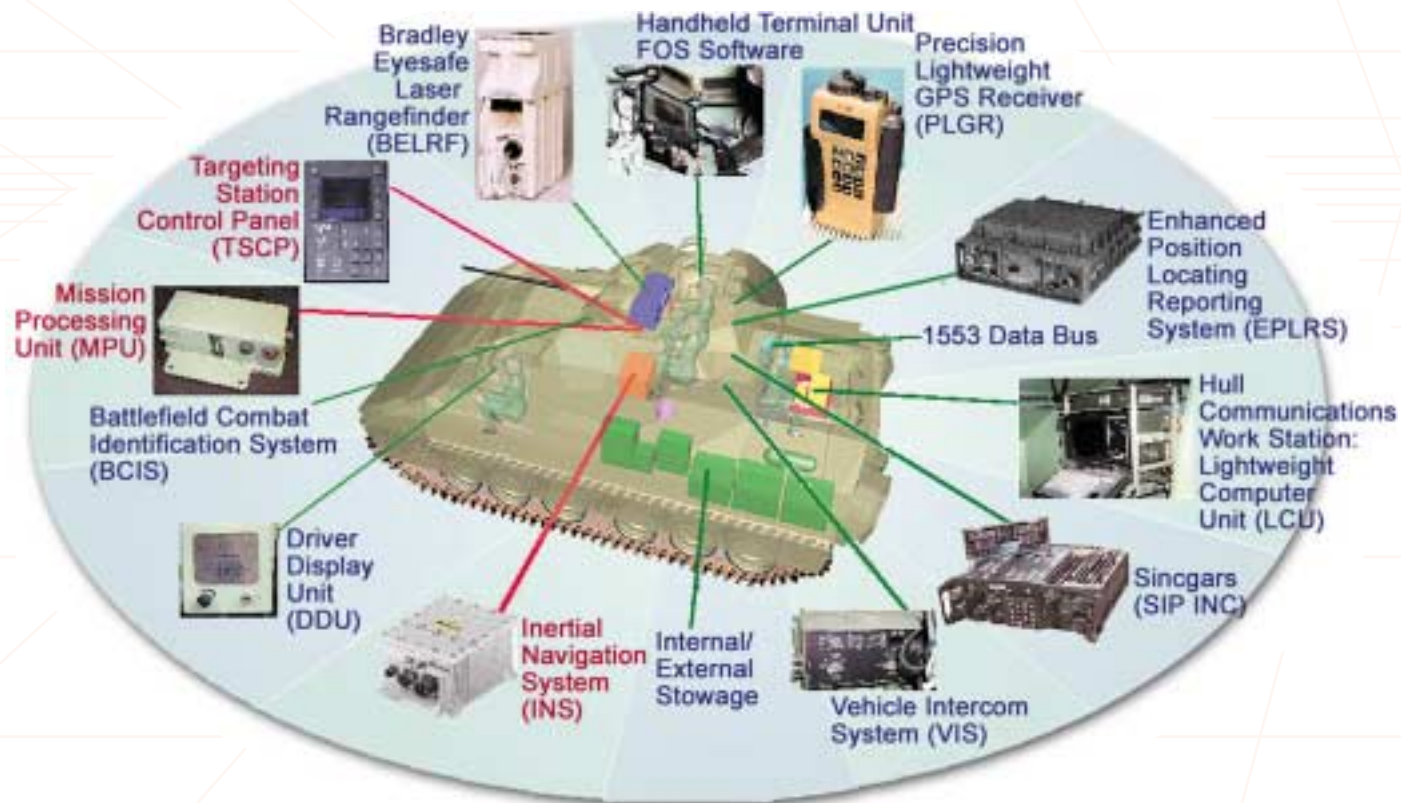 Bradley
Eyesafe
Laser
Rangefinder
(BELRF)
Handheld Terminal Unit
FOS Software
Precision
Lightweight
GPS Receiver
(PLGR)
Targeting
Station
Control Panel
(TSCP)
Enhanced
Position
Locating
Reporting
System (EPLRS)
Mission
Processing
Unit (MPU)
1553 Data Bus
Battlefield Combat
Identification System
(BCIS)
Hull
Communications
Work Station:
Lightweight
Computer
Unit (LCU)
Driver
Display
Unit
(DDU)
Inertial
Navigation
System
(INS)
Internal/
External
Stowage
Vehicle Intercom
System (VIS)
Sincgars
(SIP INC)